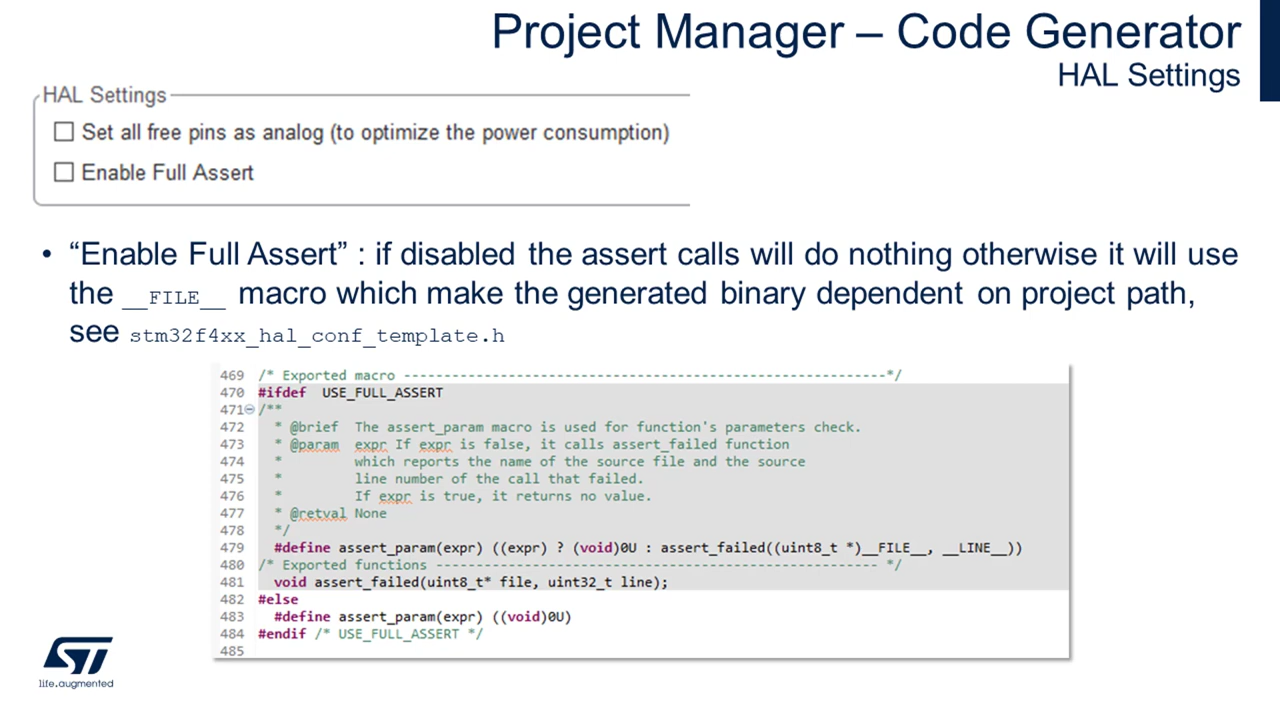 Project Manager – Code Generator
HAL Settings
HAL Settings
Set all free pins as analog (to optimize the power consumption)
Enable Full Assert
• “Enable Full Assert” : if disabled the assert calls will do nothing otherwise it will use
the __FILE__ macro which make the generated binary dependent on project path,
see stm32f4xx_hal_conf_template.h
469 /* Exported macro ------------------------------------------------------------*/
470 #ifdef  USE_FULL_ASSERT
471 /**
472   * @brief  The assert_param macro is used for function's parameters check.
473   * @param  expr If expr is false, it calls assert_failed function
474   *         which reports the name of the source file and the source
475   *         line number of the call that failed.
476   *         If expr is true, it returns no value.
477   * @retval None
478   */
479   #define assert_param(expr) ((expr) ? (void)0U : assert_failed((uint8_t *)__FILE__, __LINE__))
480 /* Exported functions ------------------------------------------------------- */
481   void assert_failed(uint8_t* file, uint32_t line);
482 #else
483   #define assert_param(expr) ((void)0U)
484 #endif /* USE_FULL_ASSERT */
485
ST
life.augmented